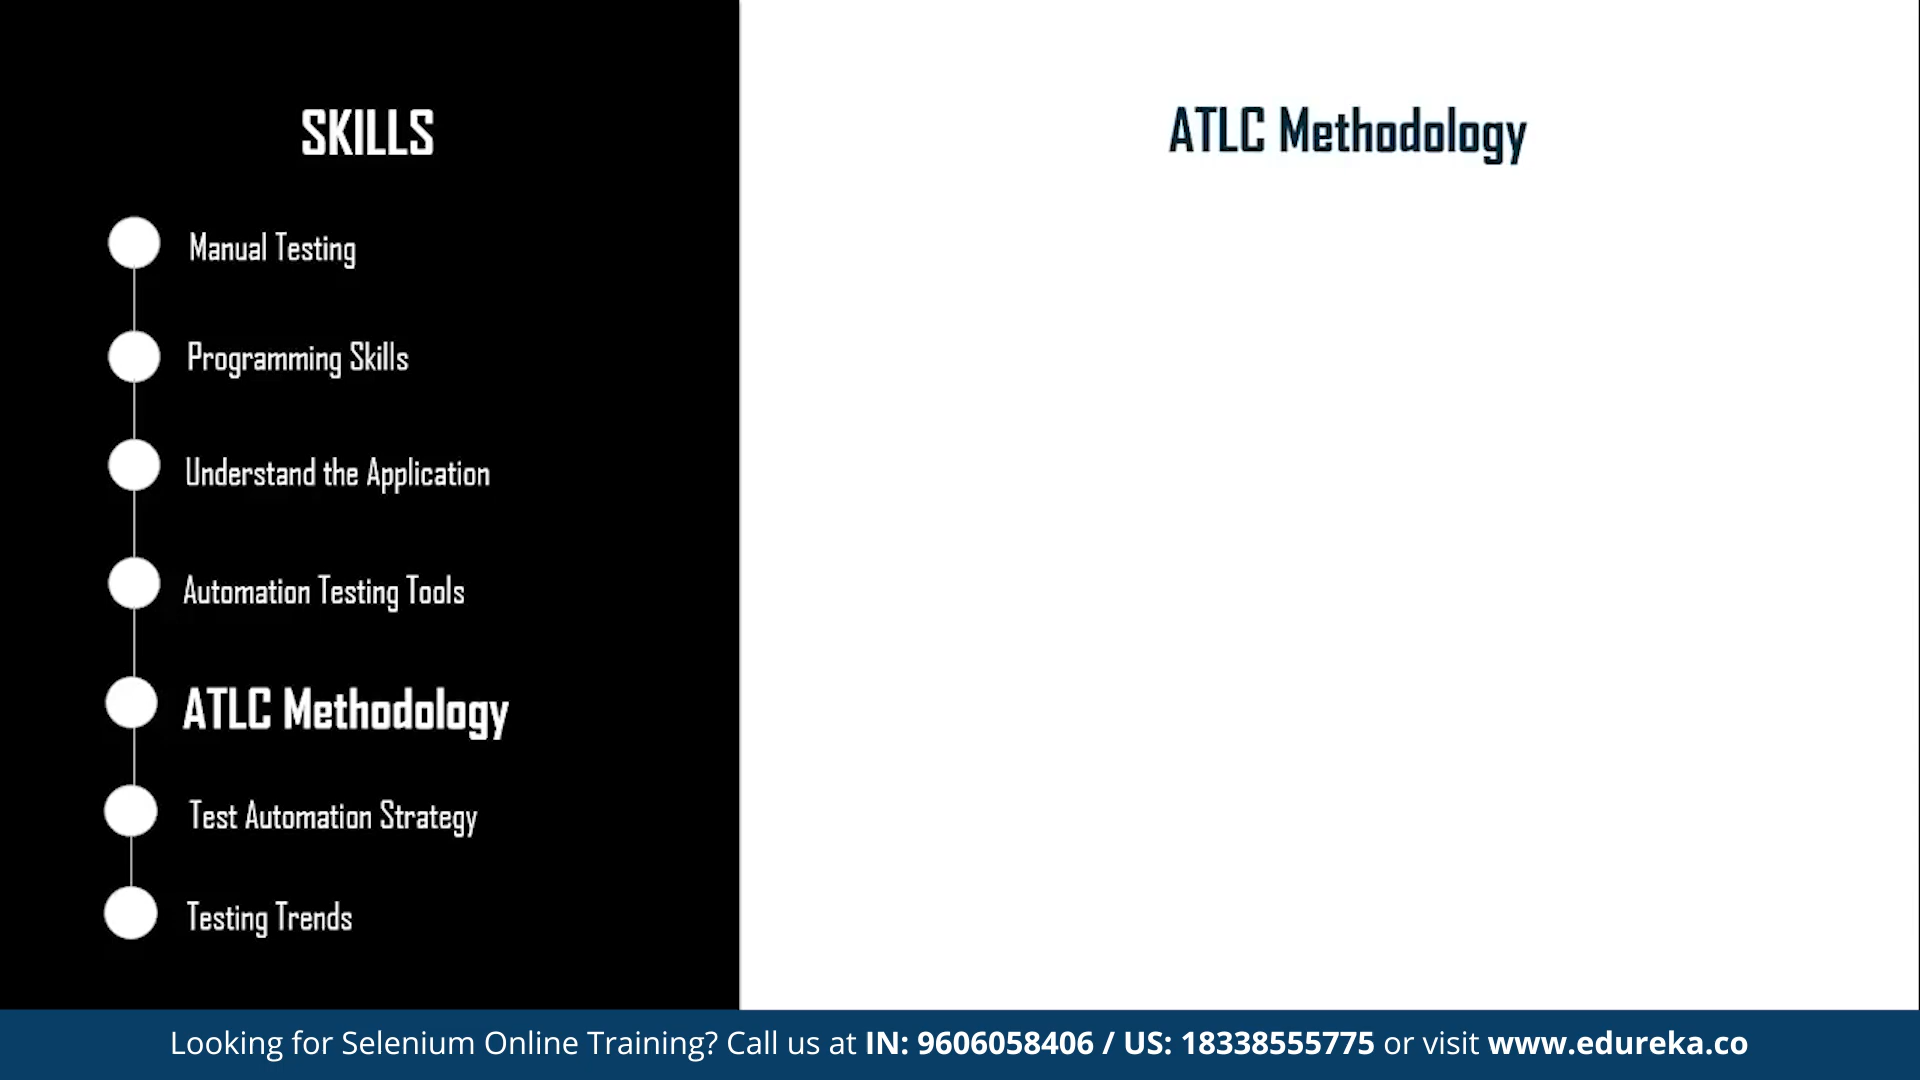 SKILLS
Manual Testing
Programming Skills
Understand the Application
Automation Testing Tools
ATLC Methodology
Test Automation Strategy
Testing Trends
ATLC Methodology
Looking for Selenium Online Training? Call us at IN: 9606058406 / US: 18338555775 or visit www.edureka.co